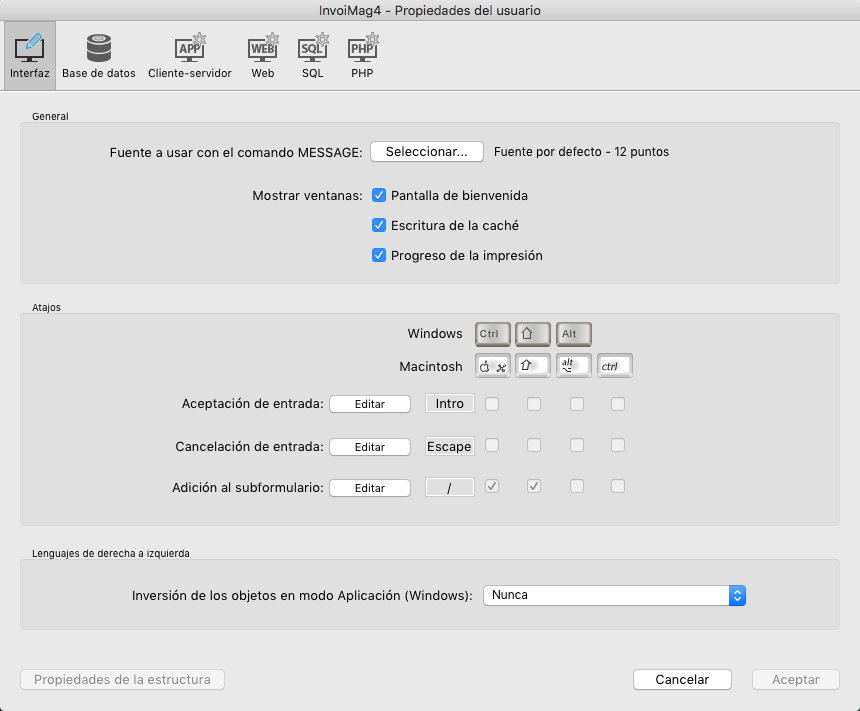 InvoiMag4 - Propiedades del usuario
APP WEB SQL PHP
Interfaz Base de datos Cliente-servidor Web SQL PHP
General
Fuente a usar con el comando MESSAGE: Seleccionar... Fuente por defecto - 12 puntos
Mostrar ventanas: Pantalla de bienvenida
Escritura de la caché
Progreso de la impresión
Atajos
Windows Ctrl Alt
Macintosh alt ctrl
Aceptación de entrada: Editar Intro
Cancelación de entrada: Editar Escape
Adición al subformulario: Editar /
Lenguajes de derecha a izquierda
Inversión de los objetos en modo Aplicación (Windows): Nunca
Propiedades de la estructura Cancelar Aceptar